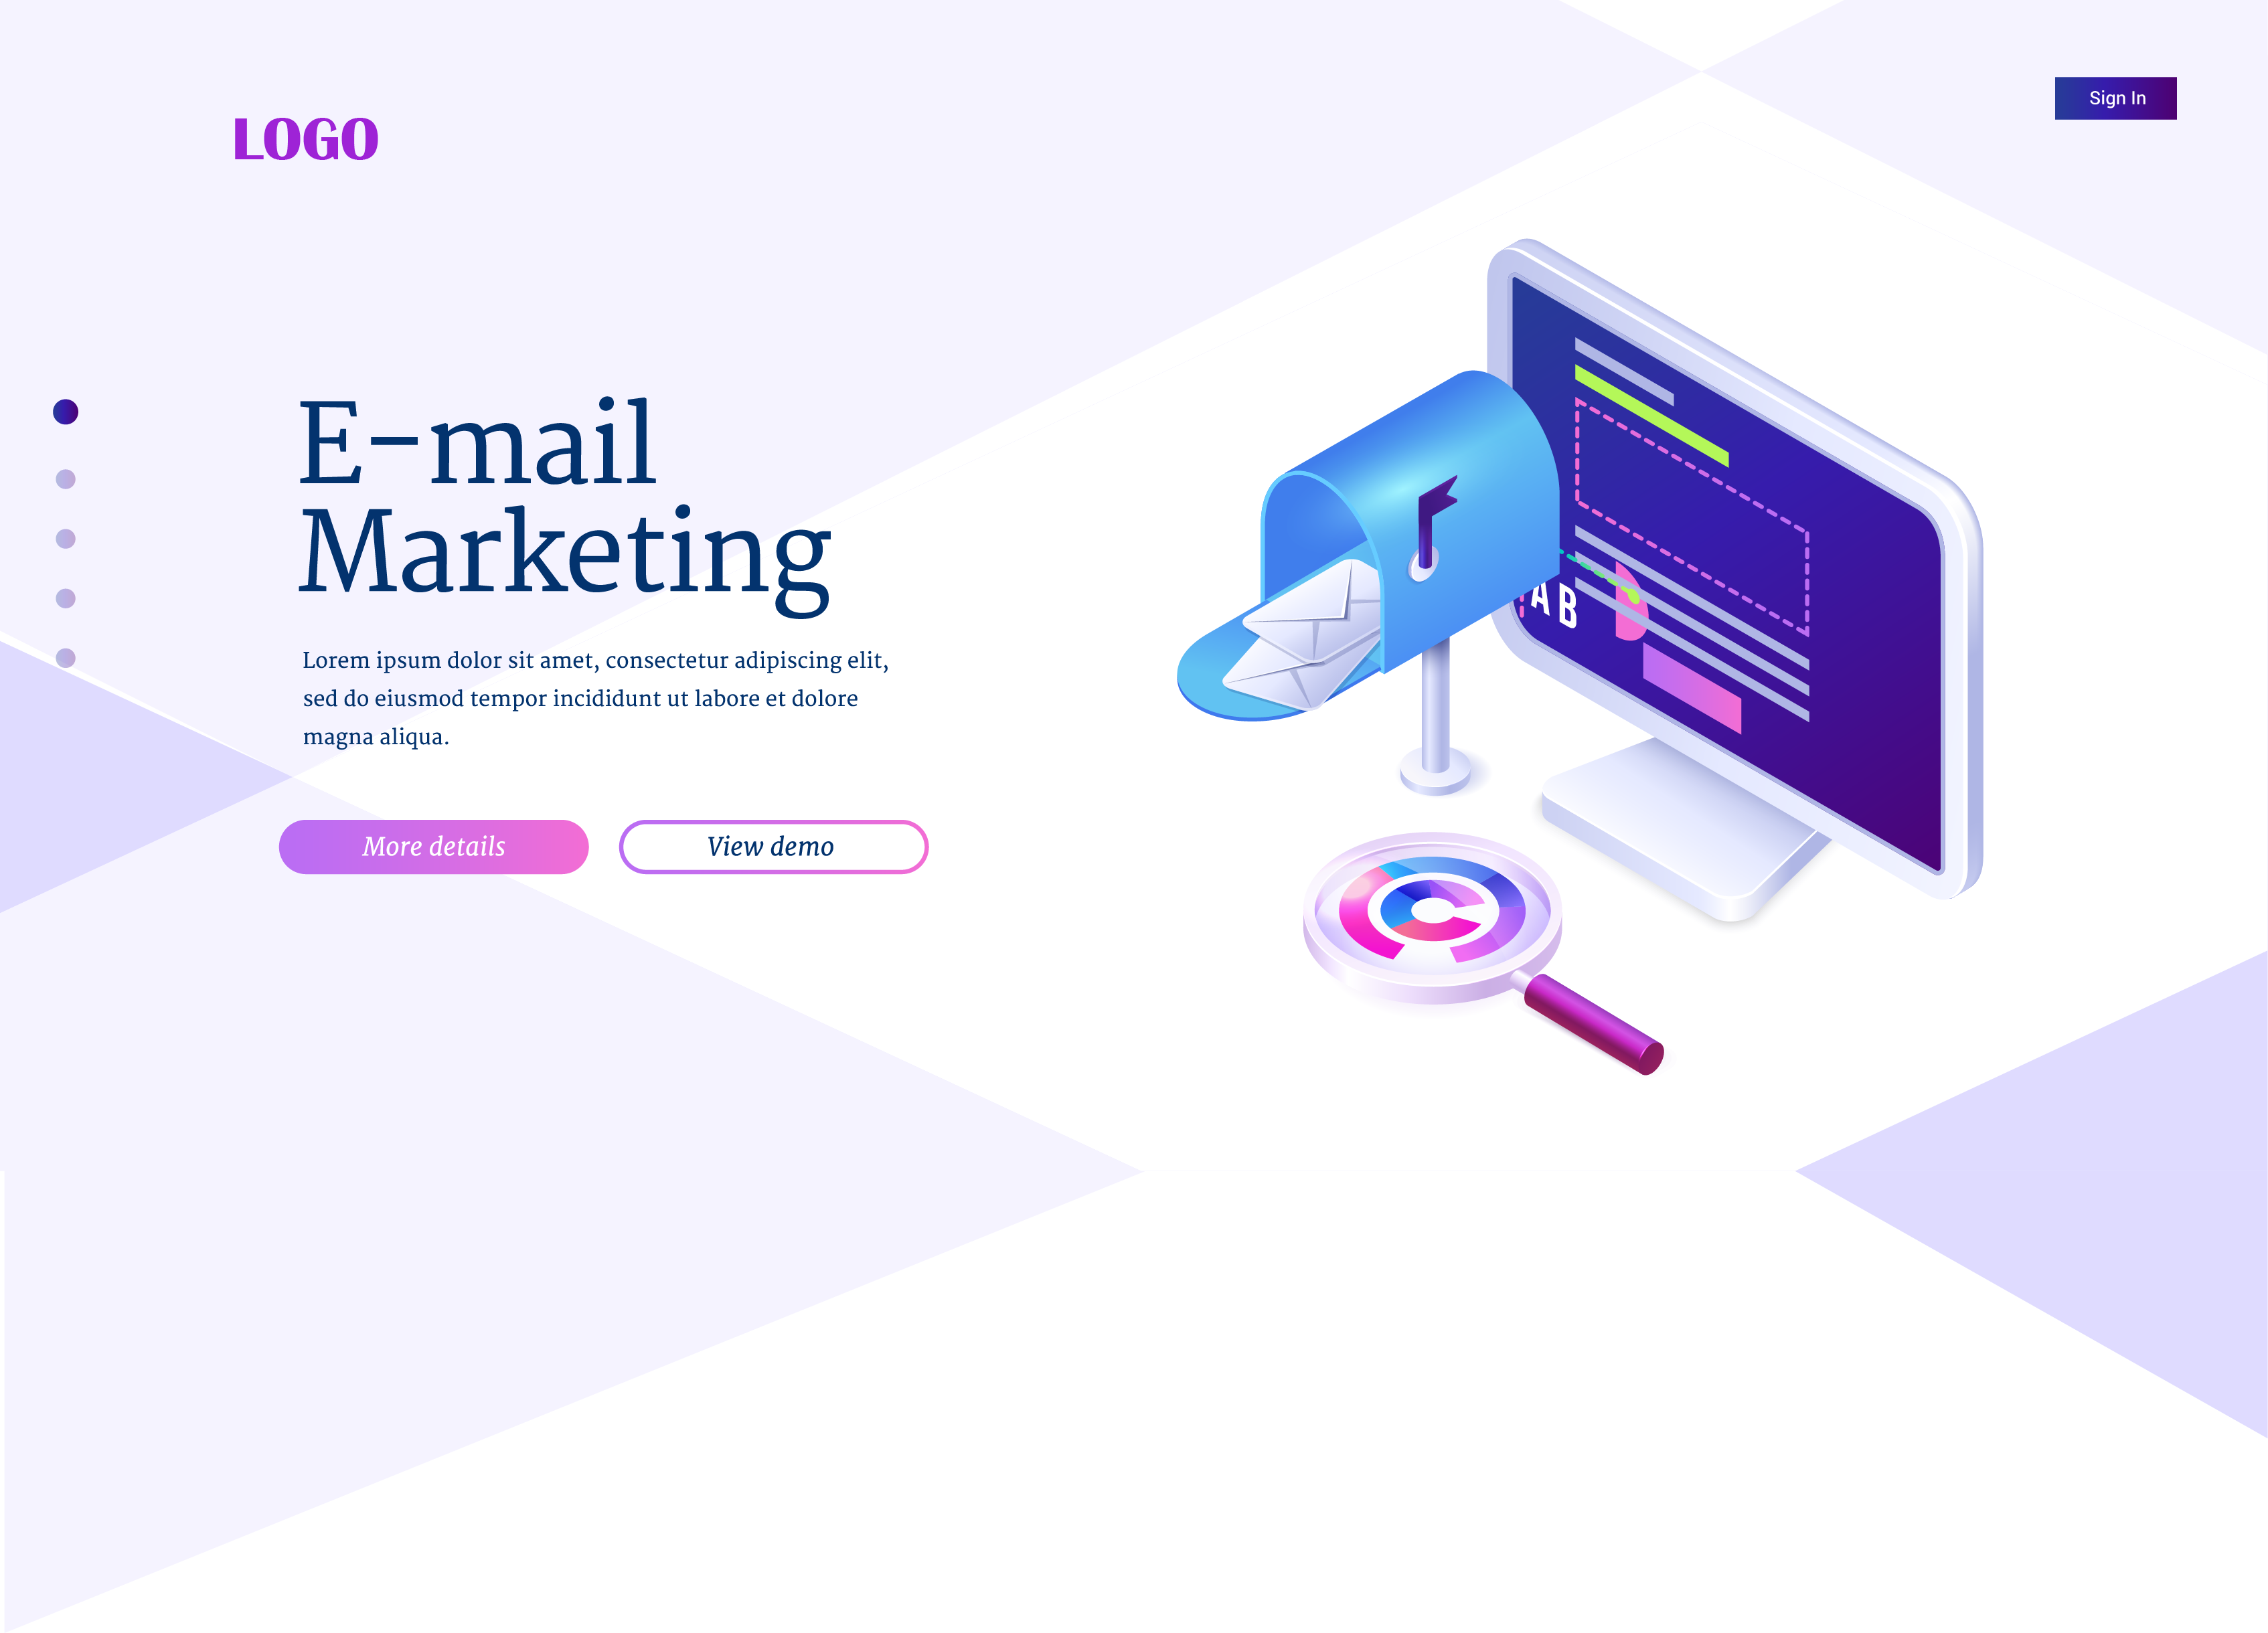 LOGO
Sign In
E-mail
Marketing
Lorem ipsum dolor sit amet, consectetur adipiscing elit,
sed do eiusmod tempor incididunt ut labore et dolore
magna aliqua.
More details
View demo
A B